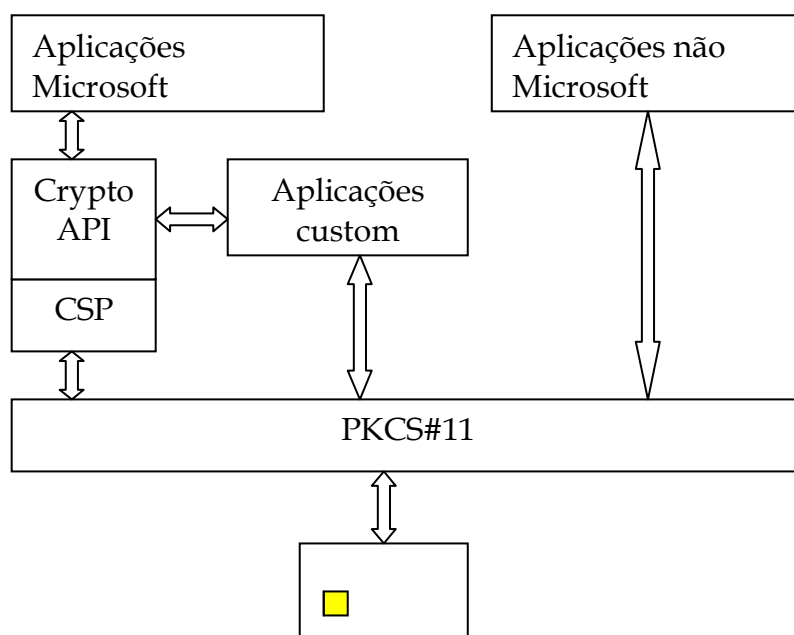 Aplicações
Microsoft
Aplicações não
Microsoft
Crypto
API
Aplicações
custom
CSP
PKCS#11